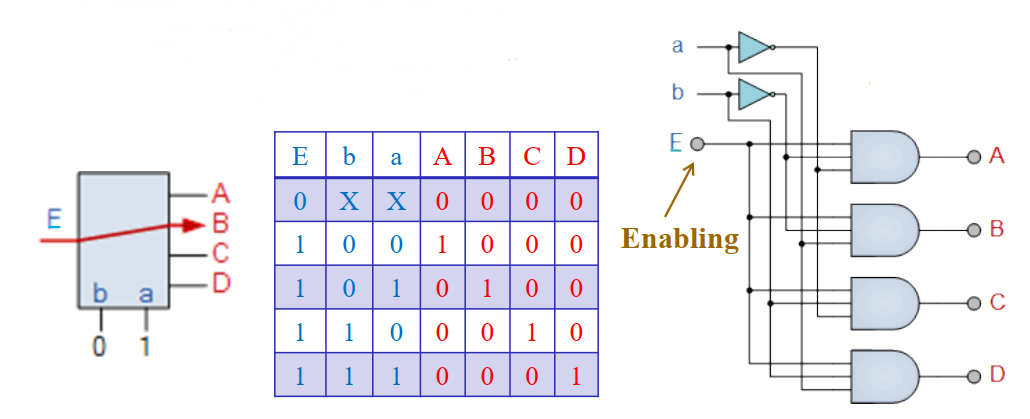 E
A
B
C
D
b a
0 1
E b a A B C D
0 X X 0 0 0 0
1 0 0 1 0 0 0
1 0 1 0 1 0 0
1 1 0 0 0 1 0
1 1 1 0 0 0 1
a
b
E
Enabling
A
B
C
D